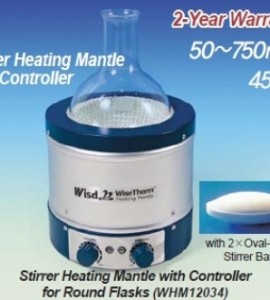 2-Year Warra
er Heating Mantle
Controller
50~750r
45
Wisd.
WiseTherm®
Heating Mantle
with 2×Oval-
Stirrer Ba
Stirrer Heating Mantle with Controller
for Round Flasks (WHM12034)